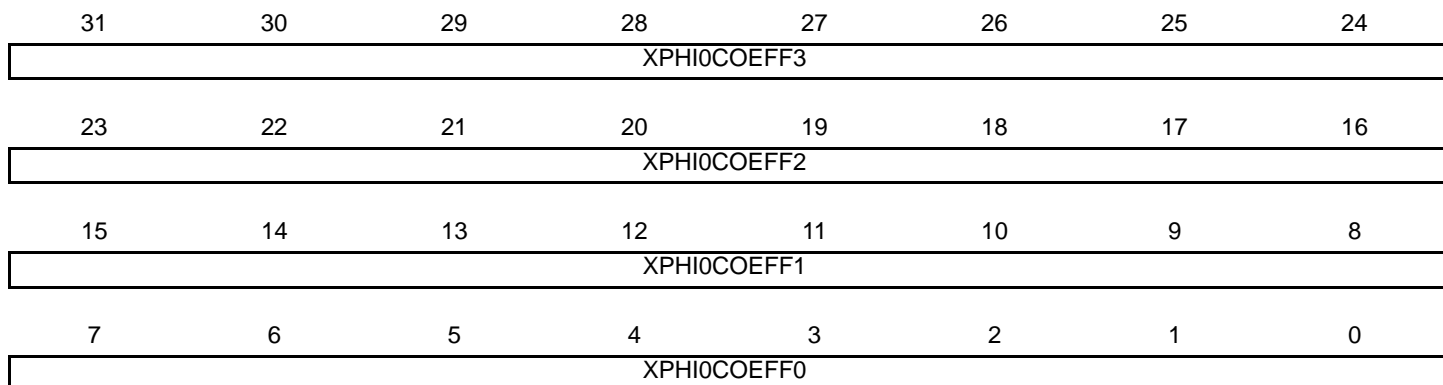 31 30 29 28 27 26 25 24
XPHI0COEFF3
23 22 21 20 19 18 17 16
XPHI0COEFF2
15 14 13 12 11 10 9 8
XPHI0COEFF1
7 6 5 4 3 2 1 0
XPHI0COEFF0